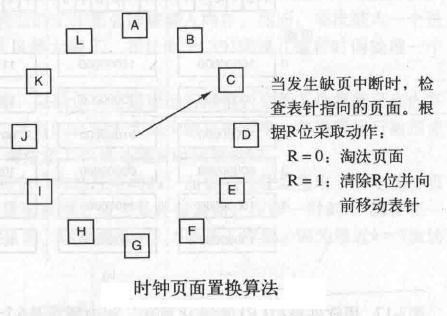 A
B
C
D
E
F
G
H
I
J
K
L
当发生缺页中断时，检
查表针指向的页面。根
据R位采取动作：
R = 0：淘汰页面
R = 1：清除R位并向
前移动表针
时钟页面置换算法